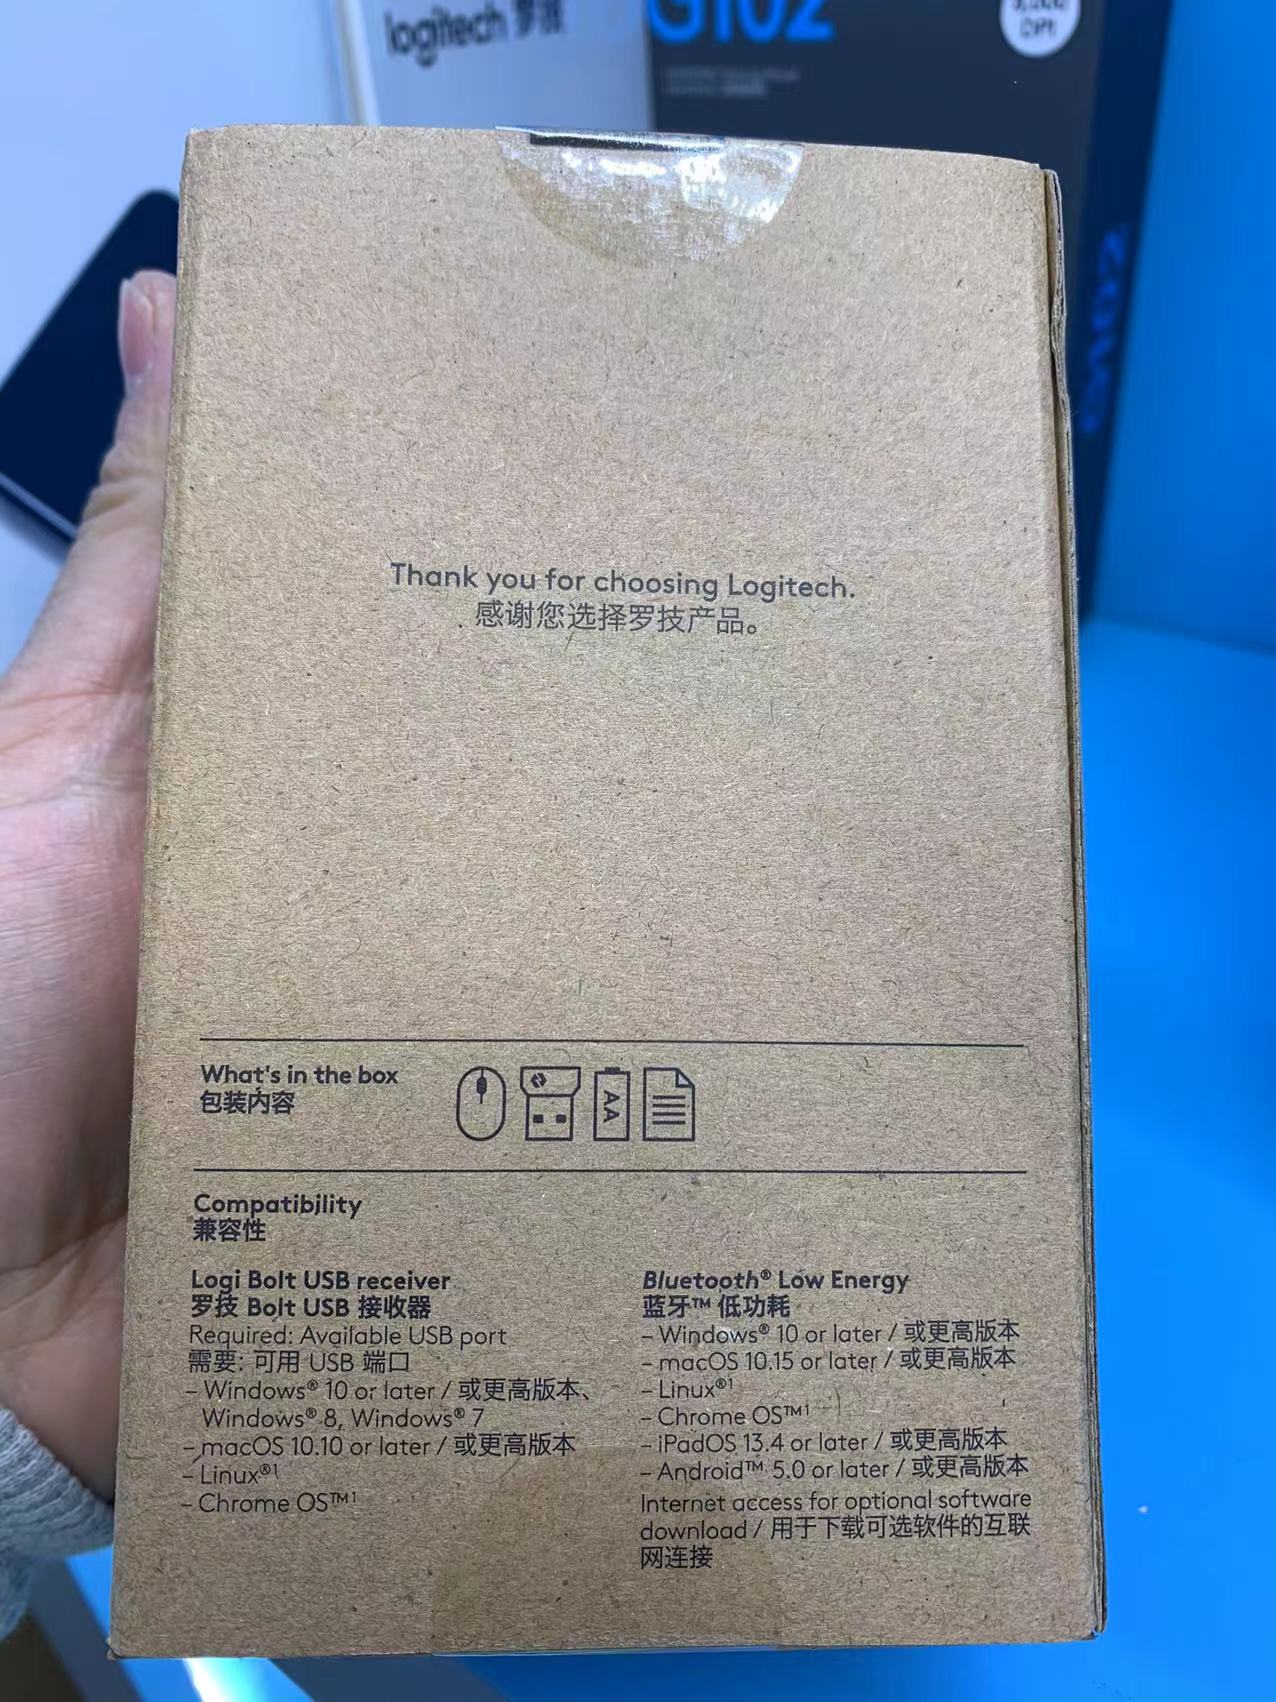 logitech 罗技
G102
Thank you for choosing Logitech.
感谢您选择罗技产品。
What's in the box
包装内容
AA
Compatibility
兼容性
Logi Bolt USB receiver
罗技 Bolt USB 接收器
Required: Available USB port
需要: 可用 USB 端口
– Windows® 10 or later / 或更高版本、
Windows® 8, Windows® 7
– macOS 10.10 or later / 或更高版本
– Linux®¹
– Chrome OS™¹
Bluetooth® Low Energy
蓝牙™ 低功耗
– Windows® 10 or later / 或更高版本
– macOS 10.15 or later / 或更高版本
– Linux®¹
– Chrome OS™¹
– iPadOS 13.4 or later / 或更高版本
– Android™ 5.0 or later / 或更高版本
Internet access for optional software
download / 用于下载可选软件的互联
网连接